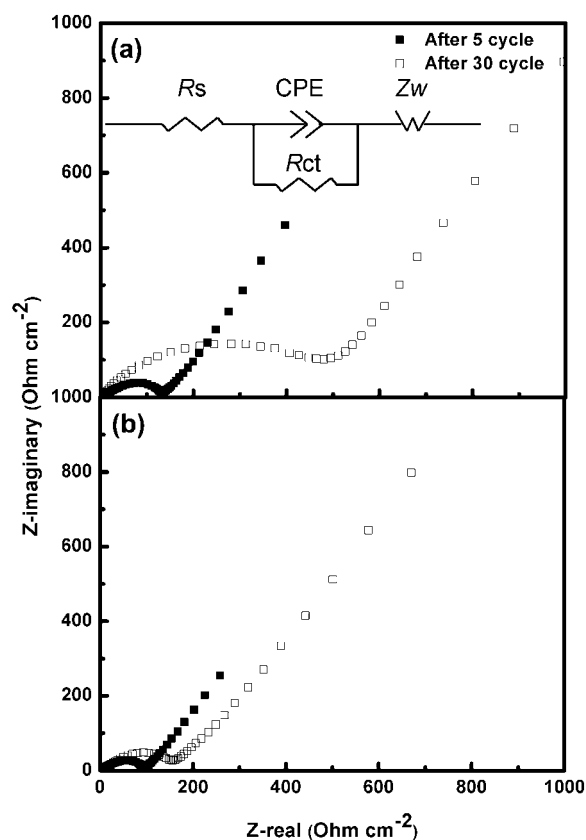 1000
(a)
After 5 cycle
After 30 cycle
Rs
CPE
Zw
Rct
800
600
400
200
1000
(b)
800
600
400
200
0
0
200
400
600
800
1000
Z-imaginary (Ohm cm⁻²)
Z-real (Ohm cm⁻²)